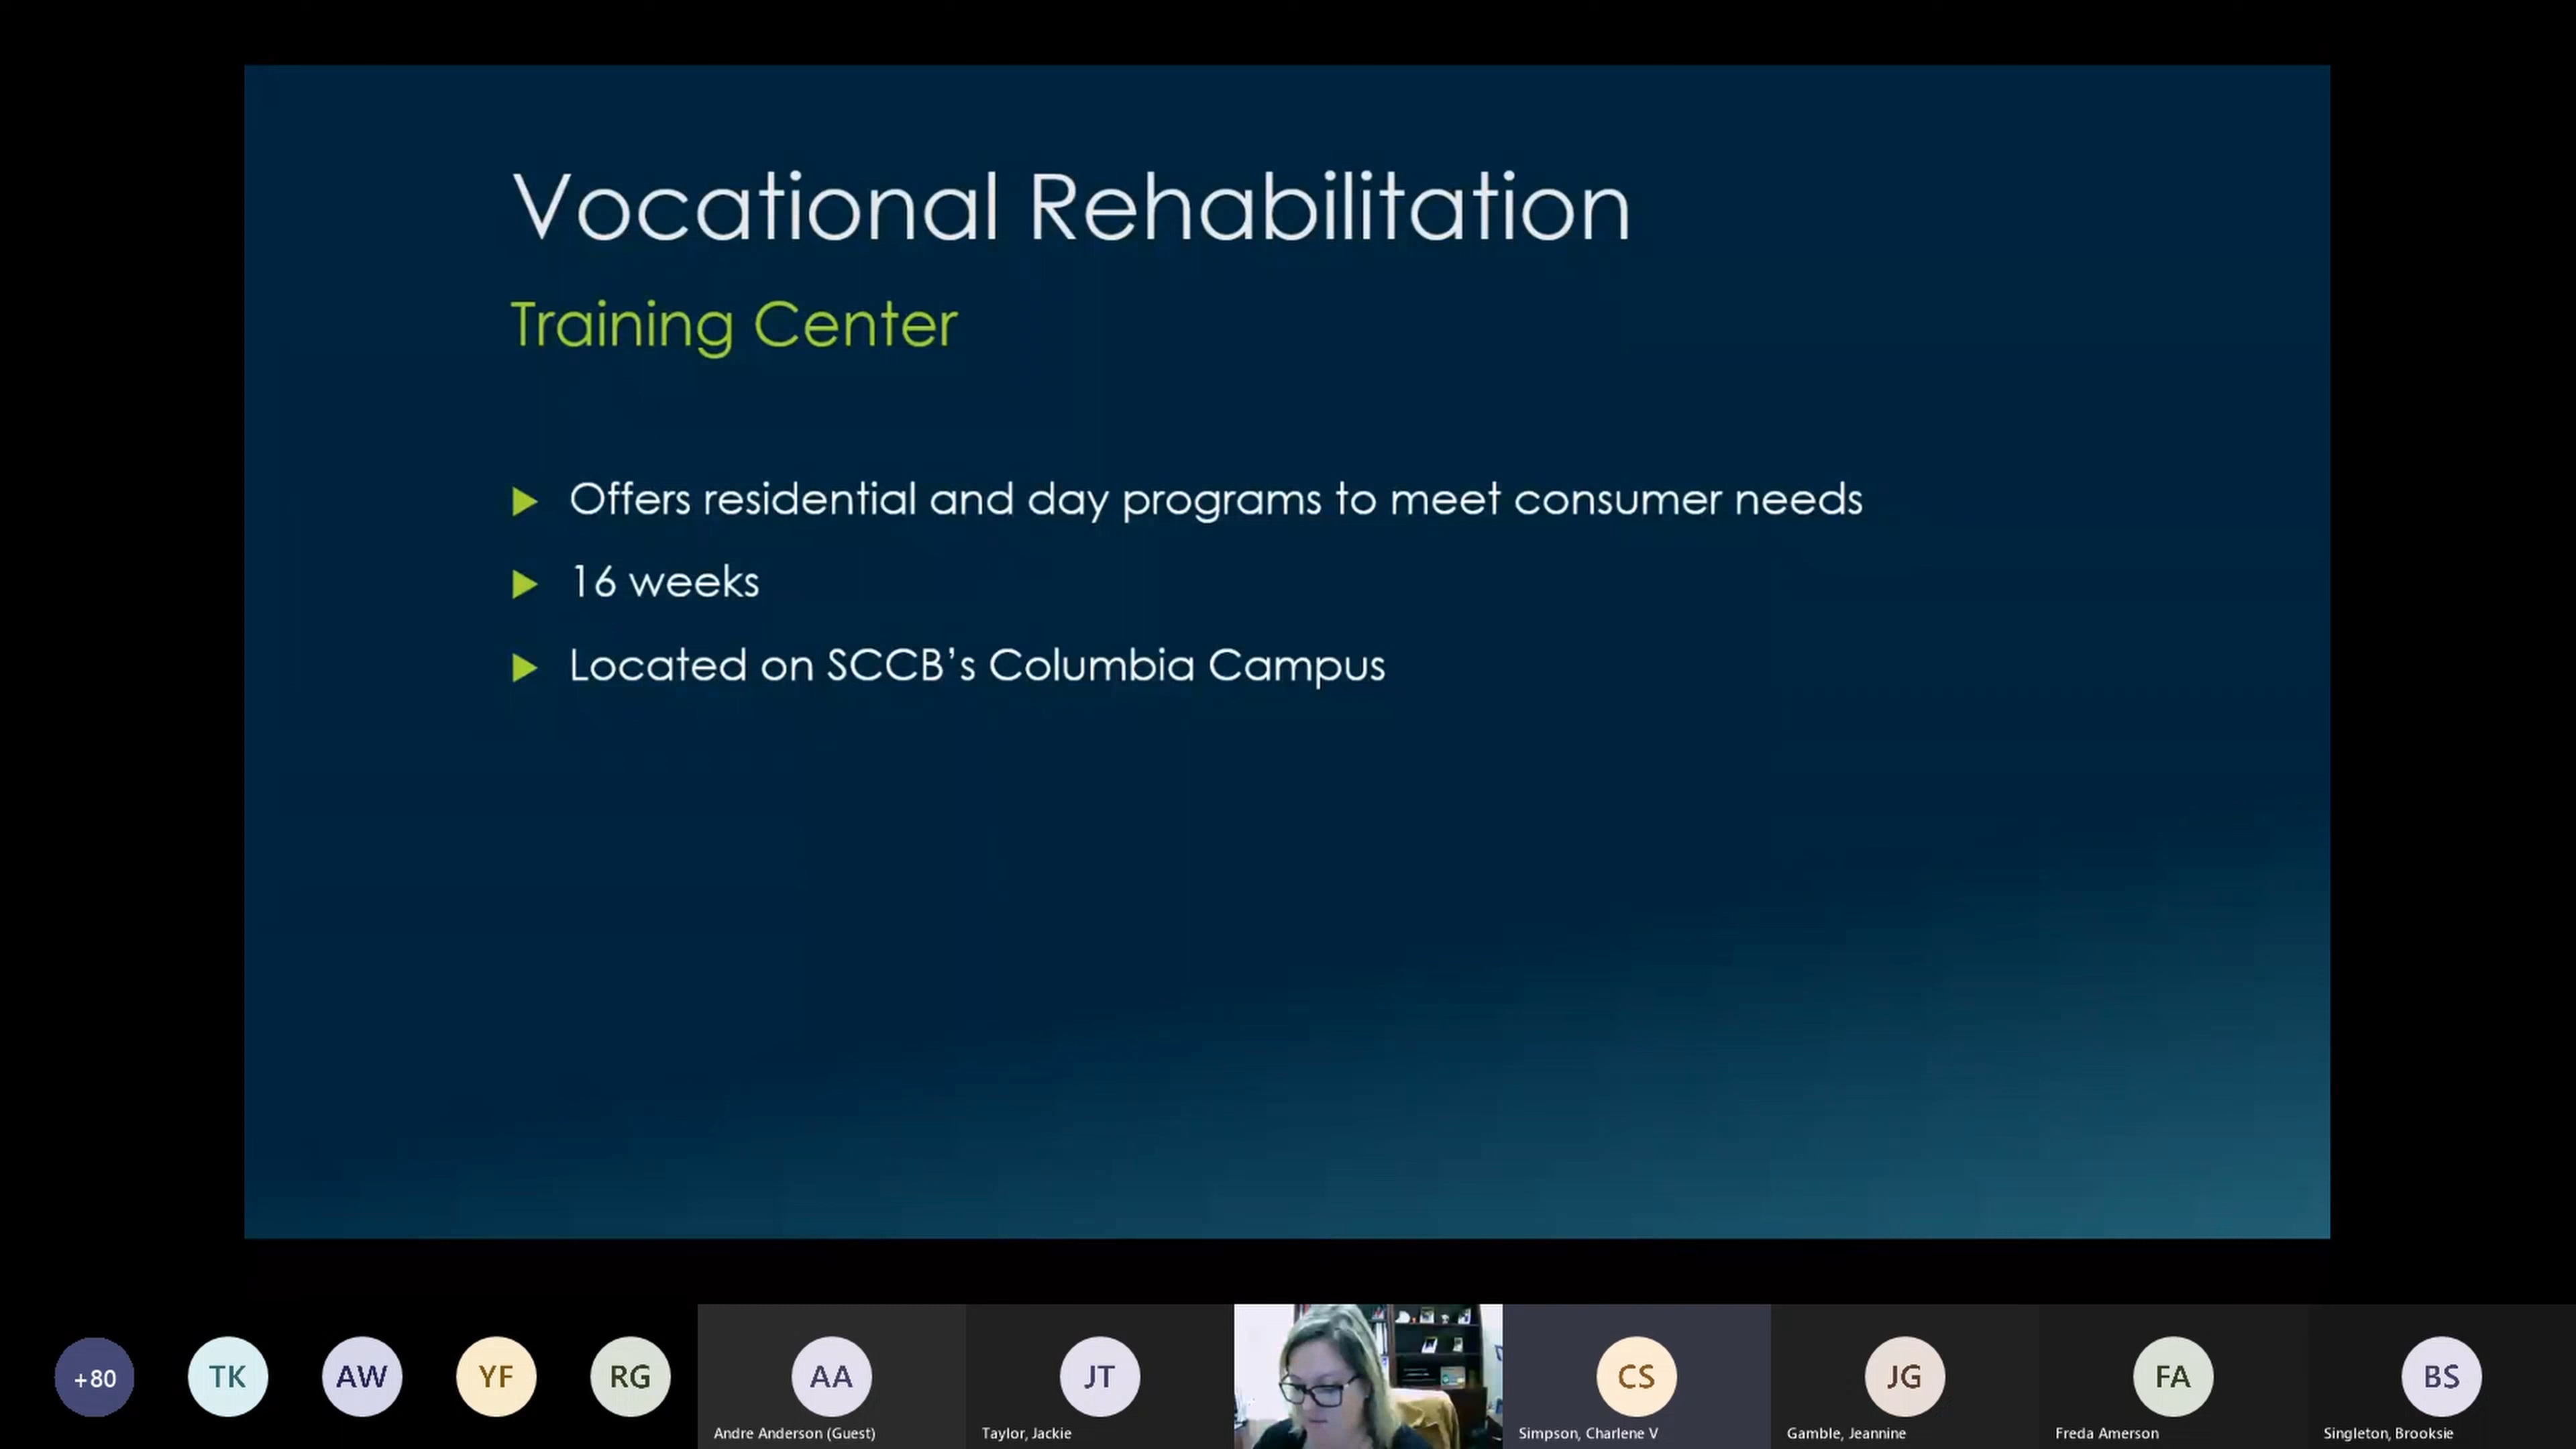 Vocational Rehabilitation
Training Center
Offers residential and day programs to meet consumer needs
16 weeks
Located on SCCB's Columbia Campus
+80
TK
AW
YF
RG
AA
JT
CS
JG
FA
BS
Andre Anderson (Guest)
Taylor, Jackie
Simpson, Charlene V
Gamble, Jeannine
Freda Amerson
Singleton, Brooksie